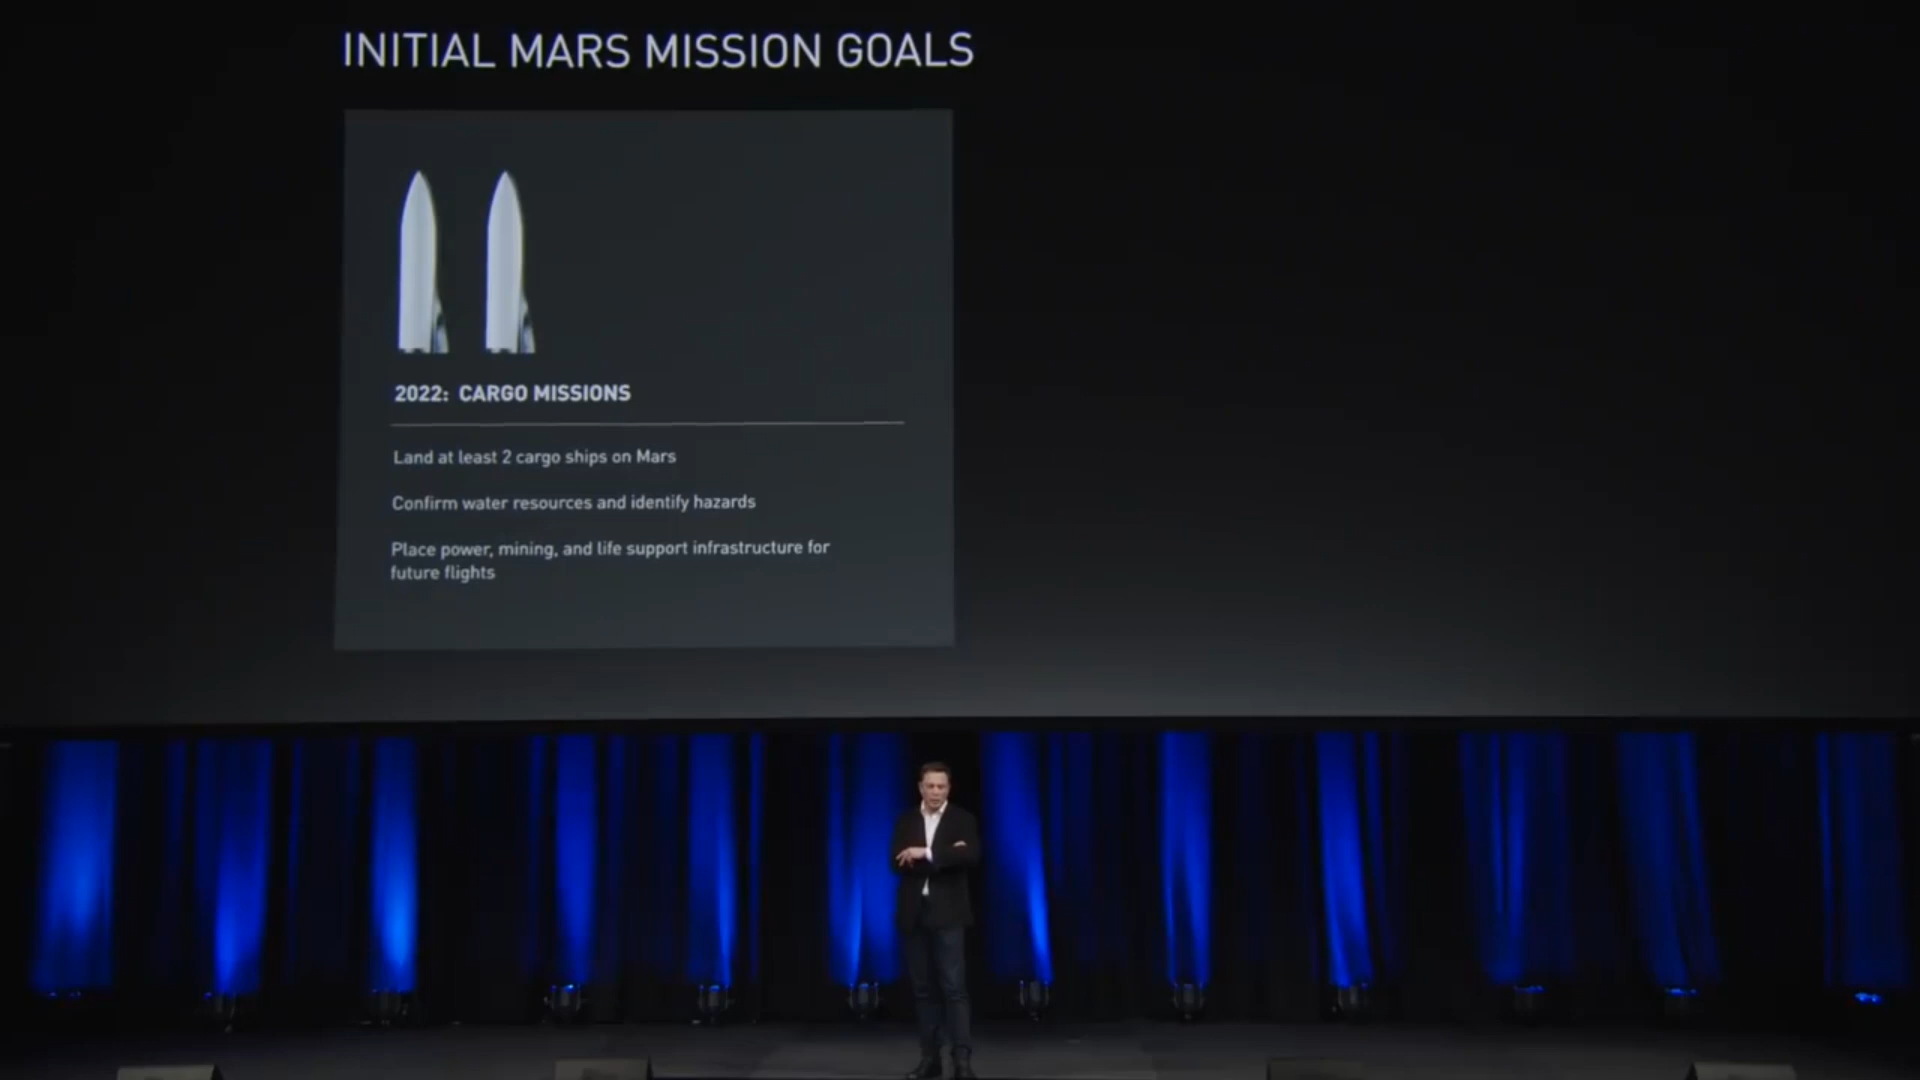 INITIAL MARS MISSION GOALS
2022: CARGO MISSIONS
Land at least 2 cargo ships on Mars
Confirm water resources and identify hazards
Place power, mining, and life support infrastructure for
future flights